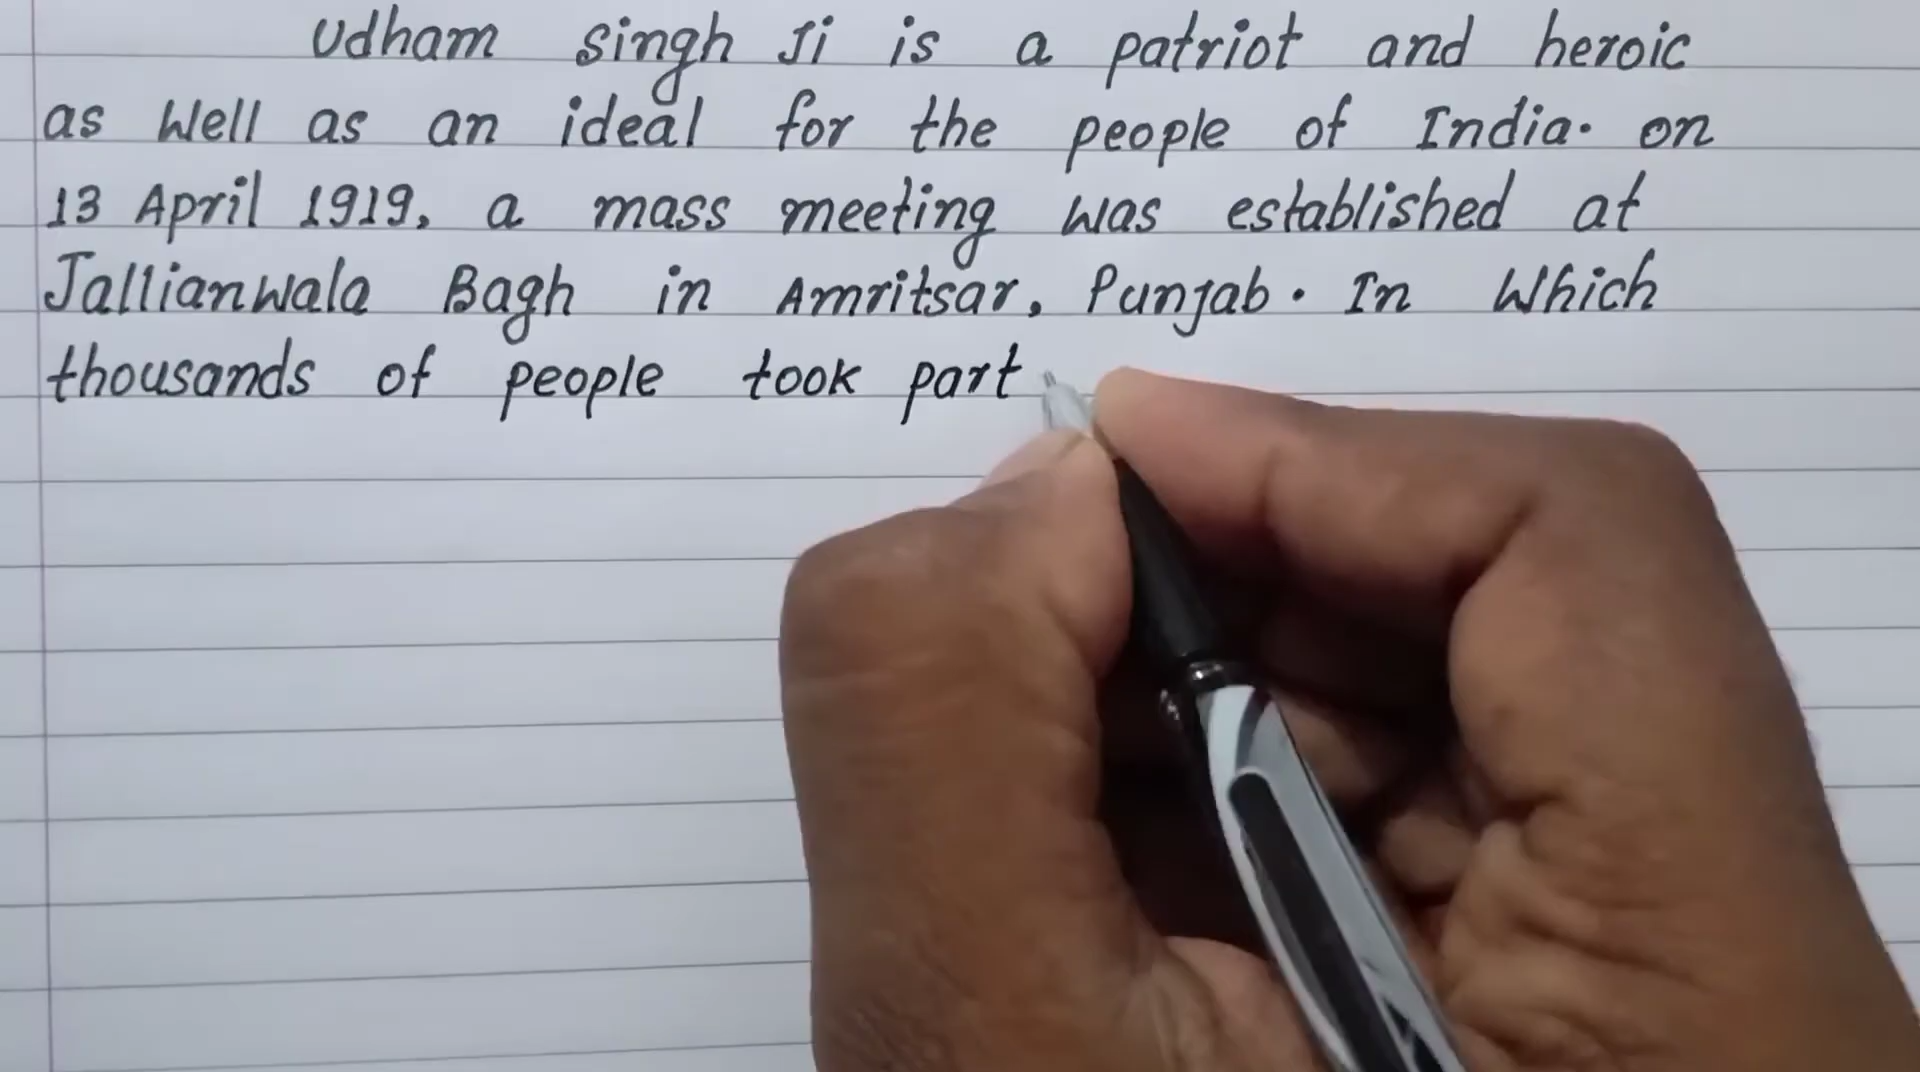 Udham singh Ji is a patriot and heroic
as well as an ideal for the people of India. on
13 April 1919, a mass meeting was established at
Jallianwala Bagh in Amritsar, Punjab. In Which
thousands of people took part